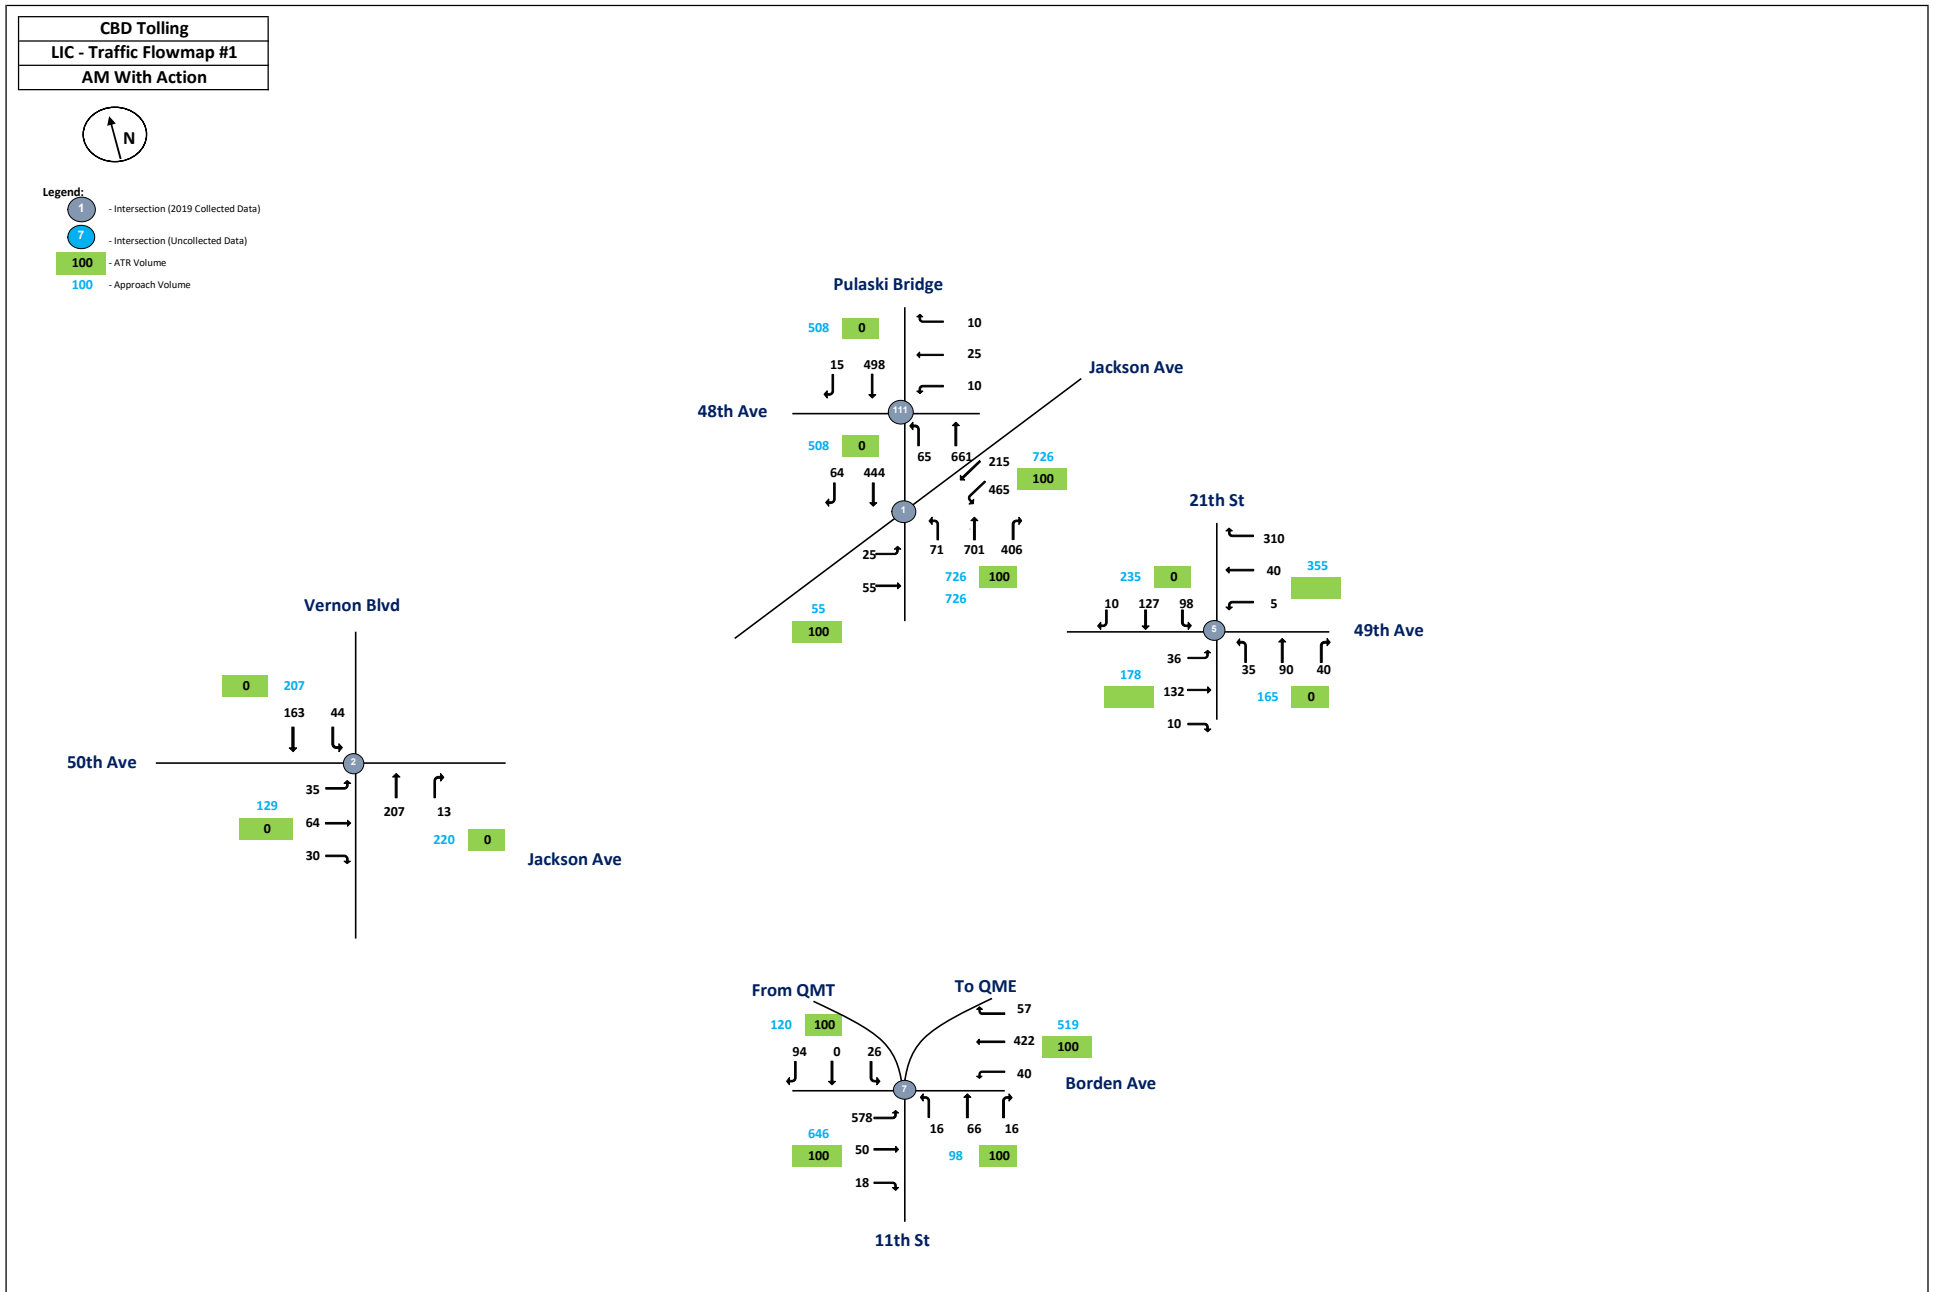 CBD Tolling
LIC - Traffic Flowmap #1
AM With Action
N
Legend:
1 - Intersection (2019 Collected Data)
7 - Intersection (Uncollected Data)
100 - ATR Volume
100 - Approach Volume
Pulaski Bridge
508 0 10
25
15 498
10
Jackson Ave
48th Ave
111
508 0
65 661
64 444
215 726
100
465
1
71 701 406
25
55
726 100
726
55
100
21th St
310
235 0
40 355
10 127 98
5
5
49th Ave
36
35 90 40
178
132
165 0
10
Vernon Blvd
0 207
163 44
50th Ave
2
35
129
0
64
207 13
30
220 0
Jackson Ave
From QMT
To QME
57
120 100
519
422
100
94 0 26
40
Borden Ave
7
578
16 66 16
646
100
50
98 100
18
11th St